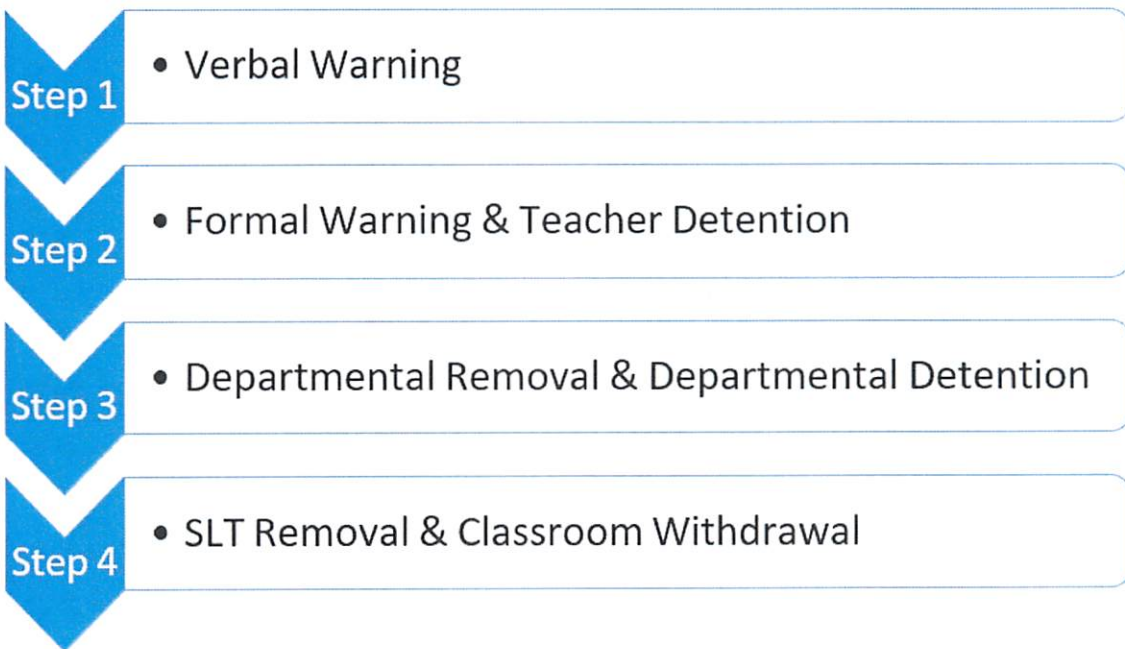 Step 1
• Verbal Warning
Step 2
• Formal Warning & Teacher Detention
Step 3
• Departmental Removal & Departmental Detention
Step 4
• SLT Removal & Classroom Withdrawal